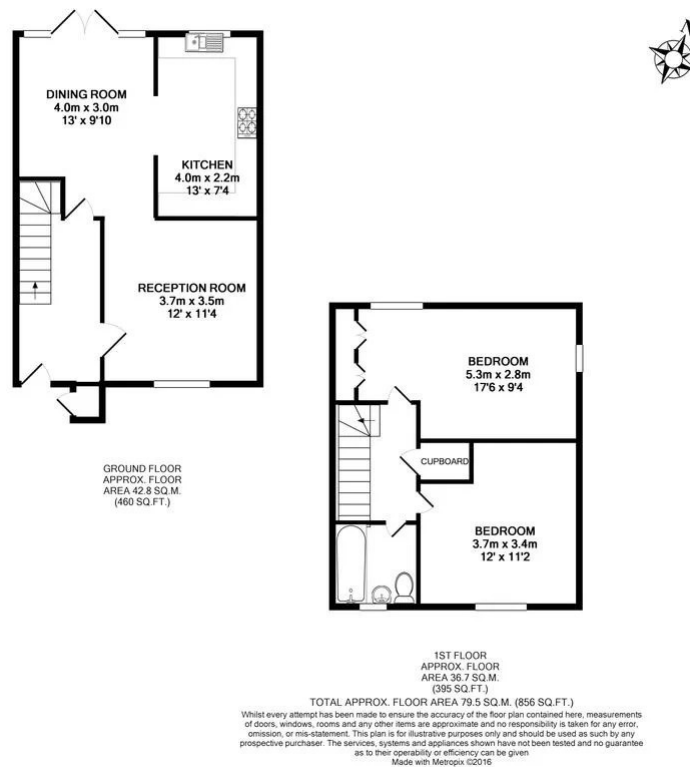 N
DINING ROOM
4.0m x 3.0m
13' x 9'10
KITCHEN
4.0m x 2.2m
13' x 7'4
RECEPTION ROOM
3.7m x 3.5m
12' x 11'4
GROUND FLOOR
APPROX. FLOOR
AREA 42.8 SQ.M.
(460 SQ.FT.)
BEDROOM
5.3m x 2.8m
17'6 x 9'4
CUPBOARD
BEDROOM
3.7m x 3.4m
12' x 11'2
1ST FLOOR
APPROX. FLOOR
AREA 36.7 SQ.M.
(395 SQ.FT.)
TOTAL APPROX. FLOOR AREA 79.5 SQ.M. (856 SQ.FT.)
Whilst every attempt has been made to ensure the accuracy of the floor plan contained here, measurements
of doors, windows, rooms and any other items are approximate and no responsibility is taken for any error,
omission, or mis-statement. This plan is for illustrative purposes only and should be used as such by any
prospective purchaser. The services, systems and appliances shown have not been tested and no guarantee
as to their operability or efficiency can be given
Made with Metropix ©2016